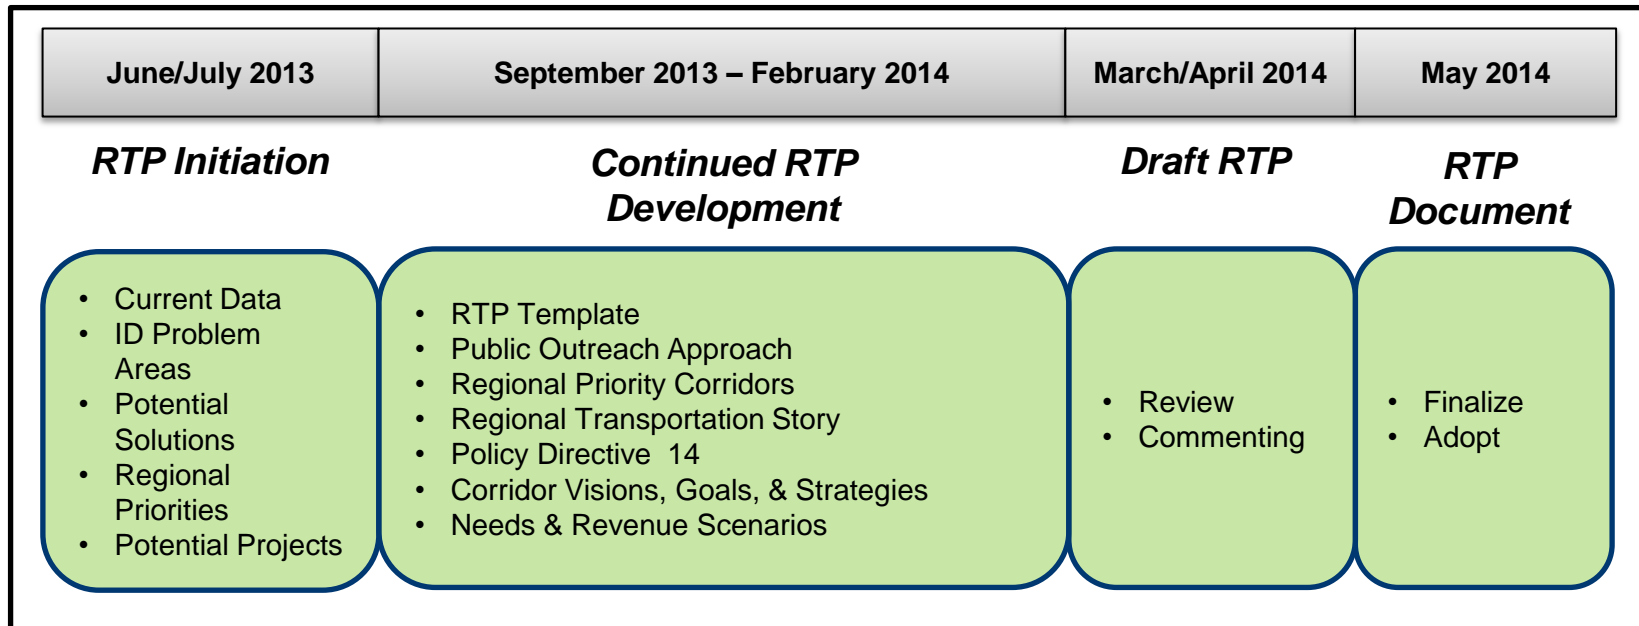 June/July 2013
September 2013 – February 2014
March/April 2014
May 2014
RTP Initiation
Continued RTP
Development
Draft RTP
RTP
Document
• Current Data
• ID Problem
Areas
• Potential
Solutions
• Regional
Priorities
• Potential Projects
• RTP Template
• Public Outreach Approach
• Regional Priority Corridors
• Regional Transportation Story
• Policy Directive  14
• Corridor Visions, Goals, & Strategies
• Needs & Revenue Scenarios
• Review
• Commenting
• Finalize
• Adopt